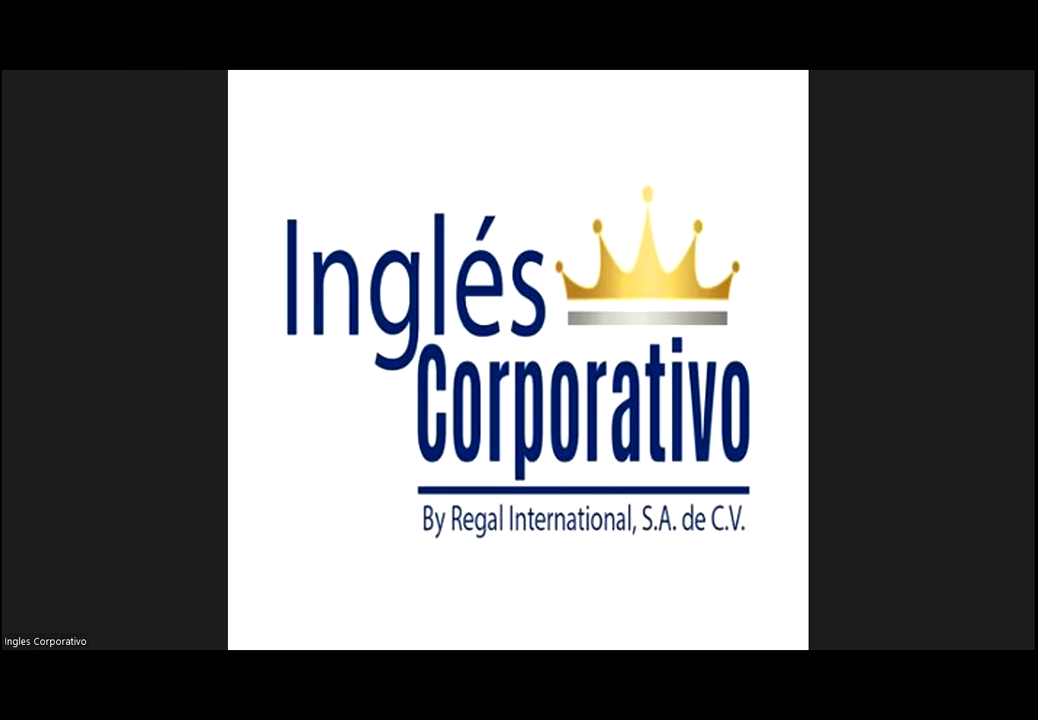 Inglés
Corporativo
By Regal International, S.A. de C.V.
Ingles Corporativo